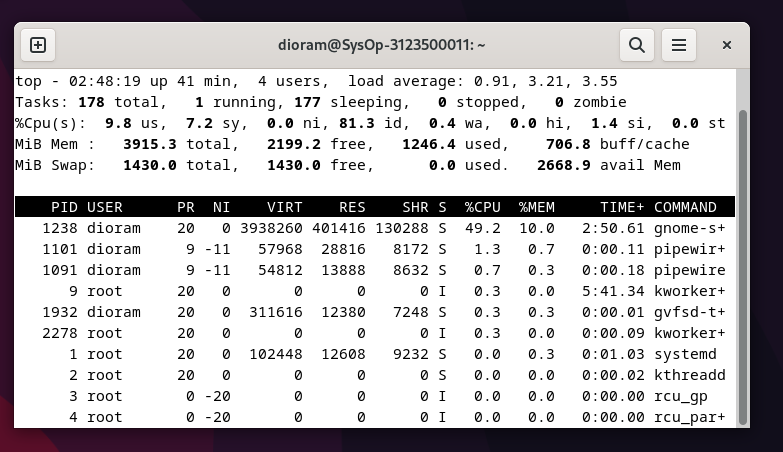 dioram@SysOp-3123500011: ~
top - 02:48:19 up 41 min,  4 users,  load average: 0.91, 3.21, 3.55
Tasks: 178 total,   1 running, 177 sleeping,   0 stopped,   0 zombie
%Cpu(s):  9.8 us,  7.2 sy,  0.0 ni, 81.3 id,  0.4 wa,  0.0 hi,  1.4 si,  0.0 st
MiB Mem :   3915.3 total,   2199.2 free,   1246.4 used,    706.8 buff/cache
MiB Swap:   1430.0 total,   1430.0 free,      0.0 used.   2668.9 avail Mem
    PID USER      PR  NI    VIRT    RES    SHR S  %CPU  %MEM     TIME+ COMMAND
   1238 dioram    20   0 3938260 401416 130288 S  49.2  10.0   2:50.61 gnome-s+
   1101 dioram     9 -11   57968  28816   8172 S   1.3   0.7   0:00.11 pipewir+
   1091 dioram     9 -11   54812  13888   8632 S   0.7   0.3   0:00.18 pipewire
      9 root      20   0       0      0      0 I   0.3   0.0   5:41.34 kworker+
   1932 dioram    20   0  311616  12380   7248 S   0.3   0.3   0:00.01 gvfsd-t+
   2278 root      20   0       0      0      0 I   0.3   0.0   0:00.09 kworker+
      1 root      20   0  102448  12608   9232 S   0.0   0.3   0:01.03 systemd
      2 root      20   0       0      0      0 S   0.0   0.0   0:00.02 kthreadd
      3 root       0 -20       0      0      0 I   0.0   0.0   0:00.00 rcu_gp
      4 root       0 -20       0      0      0 I   0.0   0.0   0:00.00 rcu_par+